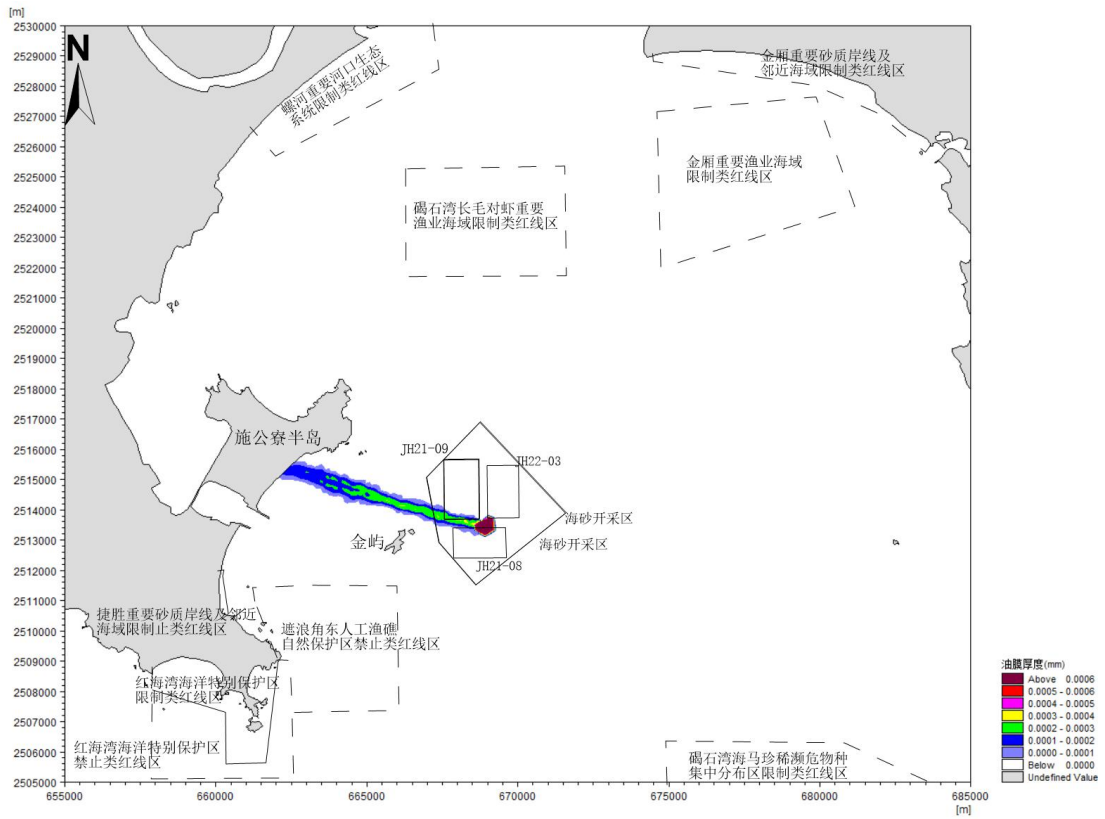 [m]
2530000
2529000
2528000
2527000
2526000
2525000
2524000
2523000
2522000
2521000
2520000
2519000
2518000
2517000
2516000
2515000
2514000
2513000
2512000
2511000
2510000
2509000
2508000
2507000
2506000
2505000
N
螺河重要河口生态
系统限制类红线区
金厢重要砂质岸线及
邻近海域限制类红线区
金厢重要渔业海域
限制类红线区
碣石湾长毛对虾重要
渔业海域限制类红线区
施公寮半岛
JH21-09
JH22-03
海砂开采区
海砂开采区
金屿
JH21-08
捷胜重要砂质岸线及邻近
海域限制止类红线区
遮浪角东人工渔礁
自然保护区禁止类红线区
红海湾海洋特别保护区
限制类红线区
红海湾海洋特别保护区
禁止类红线区
碣石湾海马珍稀濒危物种
集中分布区限制类红线区
655000
660000
665000
670000
675000
680000
685000
[m]
油膜厚度(mm)
Above 0.0006
0.0005 - 0.0006
0.0004 - 0.0005
0.0003 - 0.0004
0.0002 - 0.0003
0.0001 - 0.0002
0.0000 - 0.0001
Below 0.0000
Undefined Value